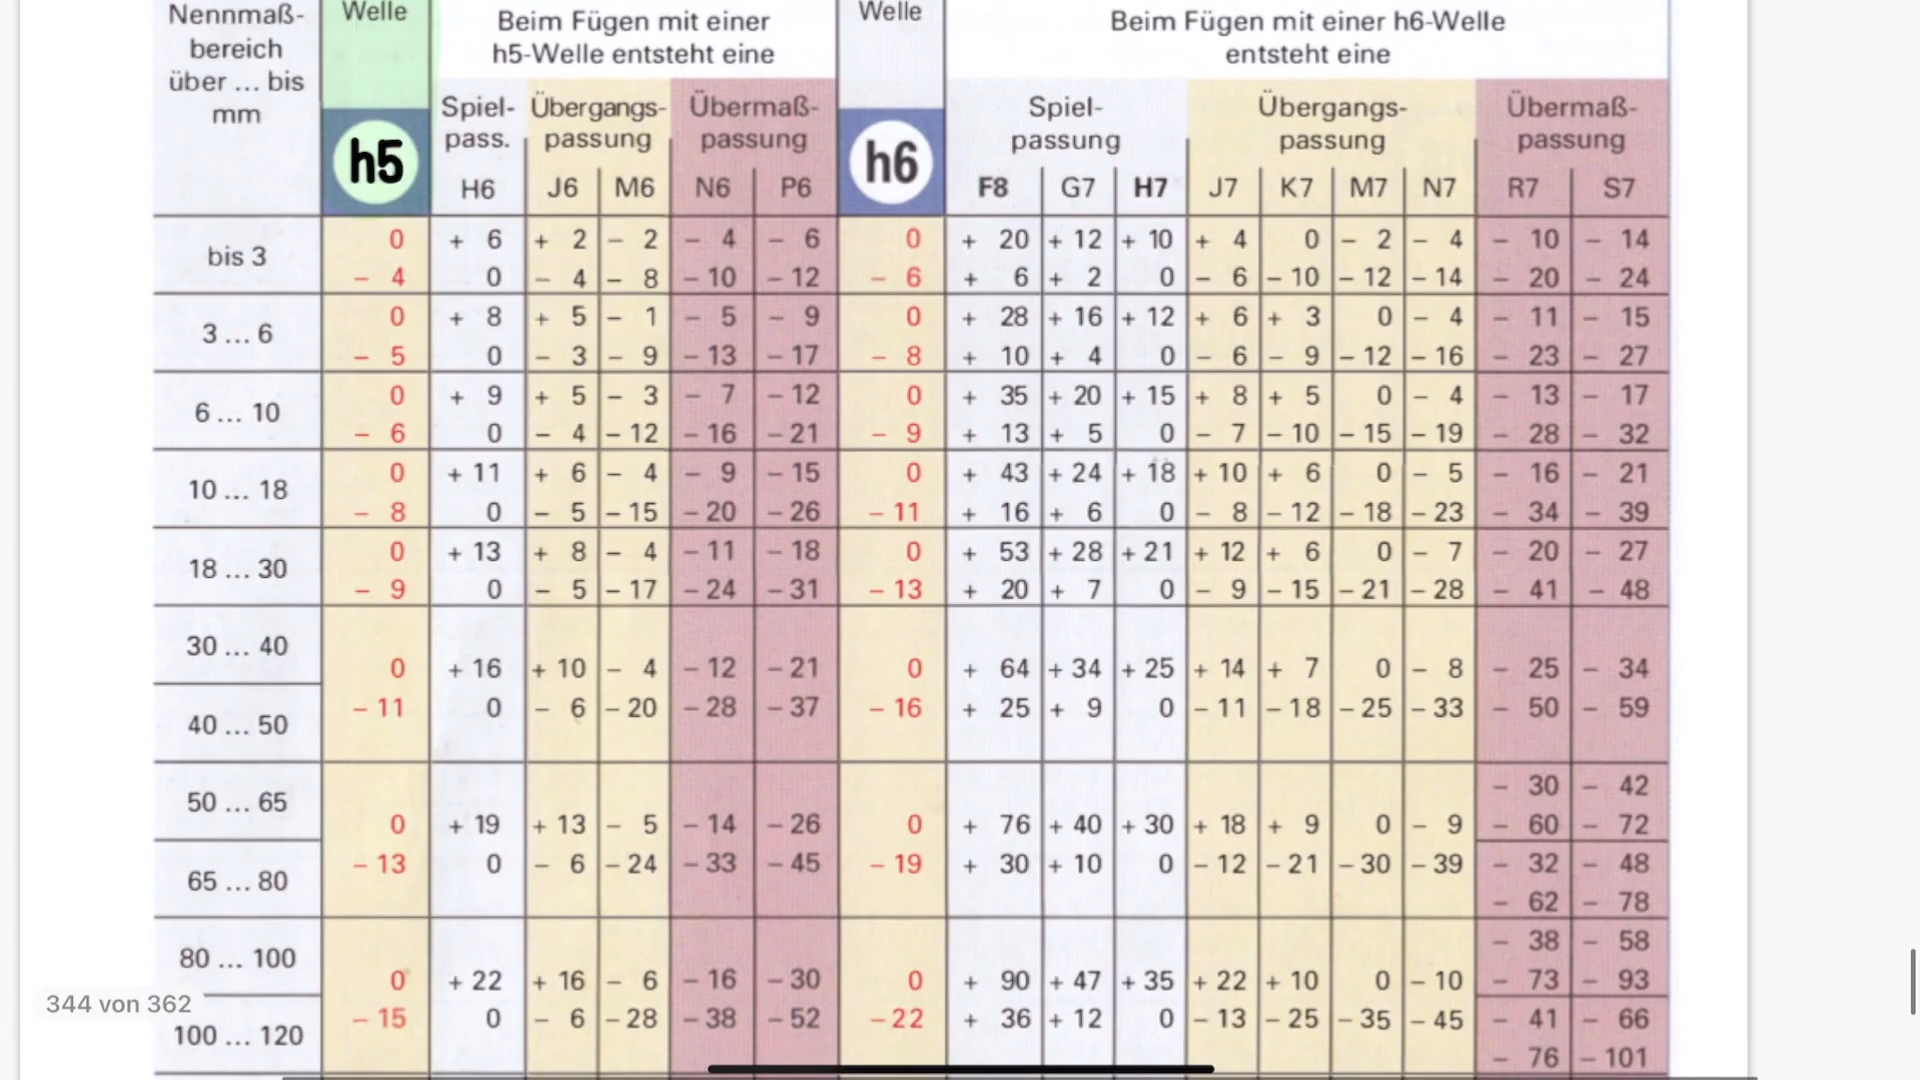 Nennmaß-
bereich
über ... bis
mm
Welle
h5
Beim Fügen mit einer
h5-Welle entsteht eine
Spiel-
pass.
Übergangs-
passung
Übermaß-
passung
H6 J6 M6 N6 P6
Welle
h6
Beim Fügen mit einer h6-Welle
entsteht eine
Spiel-
passung
Übergangs-
passung
Übermaß-
passung
F8 G7 H7 J7 K7 M7 N7 R7 S7
bis 3
0 + 6 + 2 − 2 − 4 − 6 0 + 20 + 12 + 10 + 4 0 − 2 − 4 − 10 − 14
− 4 0 − 4 − 8 − 10 − 12 − 6 + 6 + 2 0 − 6 − 10 − 12 − 14 − 20 − 24
3 ... 6
0 + 8 + 5 − 1 − 5 − 9 0 + 28 + 16 + 12 + 6 + 3 0 − 4 − 11 − 15
− 5 0 − 3 − 9 − 13 − 17 − 8 + 10 + 4 0 − 6 − 9 − 12 − 16 − 23 − 27
6 ... 10
0 + 9 + 5 − 3 − 7 − 12 0 + 35 + 20 + 15 + 8 + 5 0 − 4 − 13 − 17
− 6 0 − 4 − 12 − 16 − 21 − 9 + 13 + 5 0 − 7 − 10 − 15 − 19 − 28 − 32
10 ... 18
0 + 11 + 6 − 4 − 9 − 15 0 + 43 + 24 + 18 + 10 + 6 0 − 5 − 16 − 21
− 8 0 − 5 − 15 − 20 − 26 − 11 + 16 + 6 0 − 8 − 12 − 18 − 23 − 34 − 39
18 ... 30
0 + 13 + 8 − 4 − 11 − 18 0 + 53 + 28 + 21 + 12 + 6 0 − 7 − 20 − 27
− 9 0 − 5 − 17 − 24 − 31 − 13 + 20 + 7 0 − 9 − 15 − 21 − 28 − 41 − 48
30 ... 40
0 + 16 + 10 − 4 − 12 − 21 0 + 64 + 34 + 25 + 14 + 7 0 − 8 − 25 − 34
− 11 0 − 6 − 20 − 28 − 37 − 16 + 25 + 9 0 − 11 − 18 − 25 − 33 − 50 − 59
40 ... 50
50 ... 65
− 30 − 42
0 + 19 + 13 − 5 − 14 − 26 0 + 76 + 40 + 30 + 18 + 9 0 − 9 − 60 − 72
− 13 0 − 6 − 24 − 33 − 45 − 19 + 30 + 10 0 − 12 − 21 − 30 − 39 − 32 − 48
65 ... 80
− 62 − 78
− 38 − 58
80 ... 100
0 + 22 + 16 − 6 − 16 − 30 0 + 90 + 47 + 35 + 22 + 10 0 − 10 − 73 − 93
344 von 362
− 15 0 − 6 − 28 − 38 − 52 − 22 + 36 + 12 0 − 13 − 25 − 35 − 45 − 41 − 66
100 ... 120
− 76 − 101